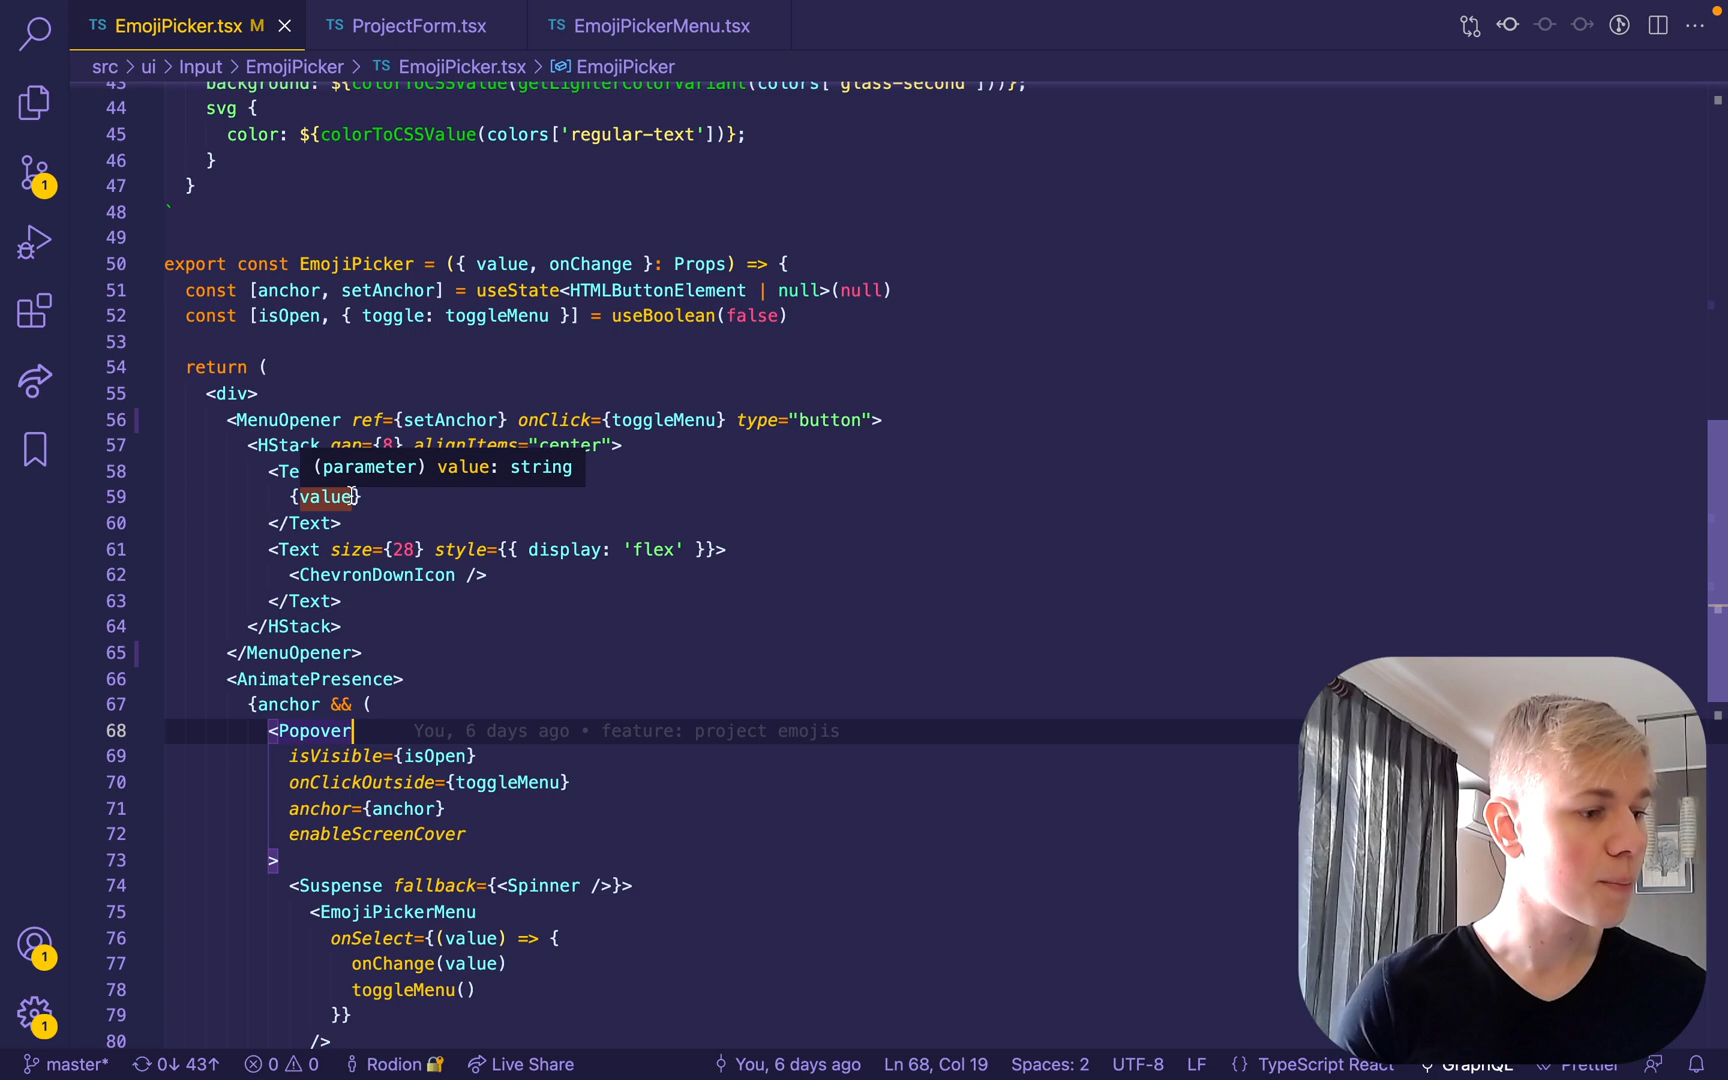 TS EmojiPicker.tsx M
TS ProjectForm.tsx
TS EmojiPickerMenu.tsx
src > ui > Input > EmojiPicker > TS EmojiPicker.tsx > EmojiPicker
43 background: ${colorToCSSValue(getLighterColorVariant(colors['glass-second']))};
44 svg {
45 color: ${colorToCSSValue(colors['regular-text'])};
46 }
47 }
48 `
49
50 export const EmojiPicker = ({ value, onChange }: Props) => {
51 const [anchor, setAnchor] = useState<HTMLButtonElement | null>(null)
52 const [isOpen, { toggle: toggleMenu }] = useBoolean(false)
53
54 return (
55 <div>
56 <MenuOpener ref={setAnchor} onClick={toggleMenu} type="button">
57 <HStack gap={8} alignItems="center">
58 <Te
(parameter) value: string
59 {value}
60 </Text>
61 <Text size={28} style={{ display: 'flex' }}>
62 <ChevronDownIcon />
63 </Text>
64 </HStack>
65 </MenuOpener>
66 <AnimatePresence>
67 {anchor && (
68 <Popover You, 6 days ago • feature: project emojis
69 isVisible={isOpen}
70 onClickOutside={toggleMenu}
71 anchor={anchor}
72 enableScreenCover
73 >
74 <Suspense fallback={<Spinner />}>
75 <EmojiPickerMenu
76 onSelect={(value) => {
77 onChange(value)
78 toggleMenu()
79 }}
80 />
1
1
1
master* 0↓ 43↑ 0 0 Rodion Live Share You, 6 days ago Ln 68, Col 19 Spaces: 2 UTF-8 LF {} TypeScript React GraphQL Prettier